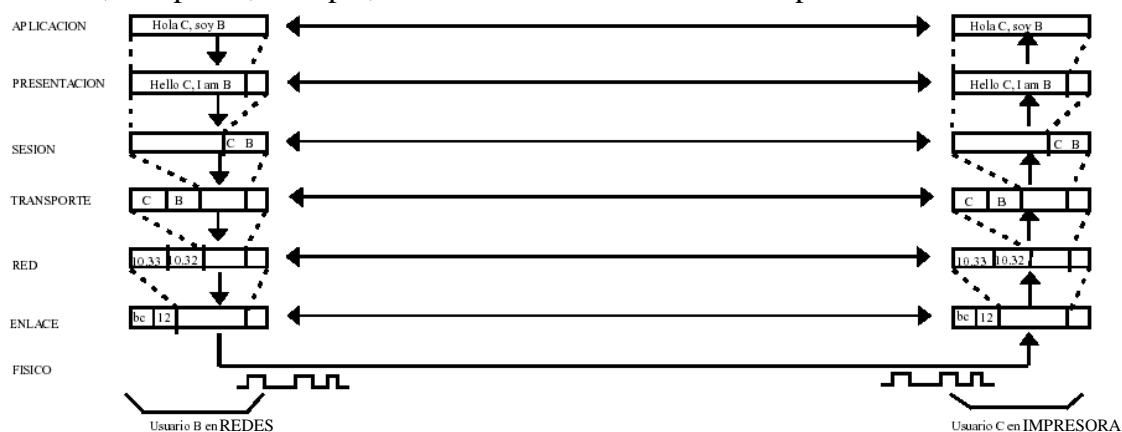 APLICACION Hola C, soy B Hola C, soy B
PRESENTACION Hello C, I am B Hello C, I am B
SESION C B C B
TRANSPORTE C B C B
RED 10.33 10.32 10.33 10.32
ENLACE bc 12 bc 12
FISICO
Usuario B en REDES Usuario C en IMPRESORA